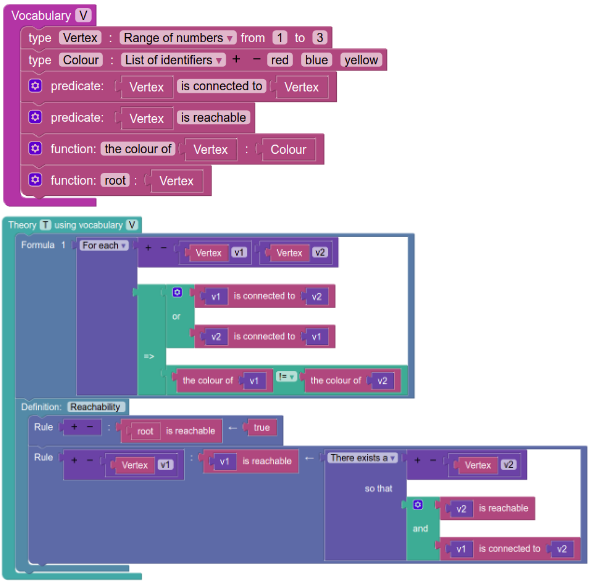 Vocabulary V
type Vertex : Range of numbers ▾ from 1 to 3
type Colour : List of identifiers ▾ + − red blue yellow
predicate: Vertex is connected to Vertex
predicate: Vertex is reachable
function: the colour of Vertex : Colour
function: root : Vertex
Theory T using vocabulary V
Formula 1 For each ▾ + − Vertex v1 Vertex v2
v1 is connected to v2
or
v2 is connected to v1
=>
the colour of v1 != ▾ the colour of v2
Definition: Reachability
Rule + − : root is reachable ← true
Rule + − Vertex v1 : v1 is reachable ← There exists a ▾ + − Vertex v2
so that
v2 is reachable
and
v1 is connected to v2